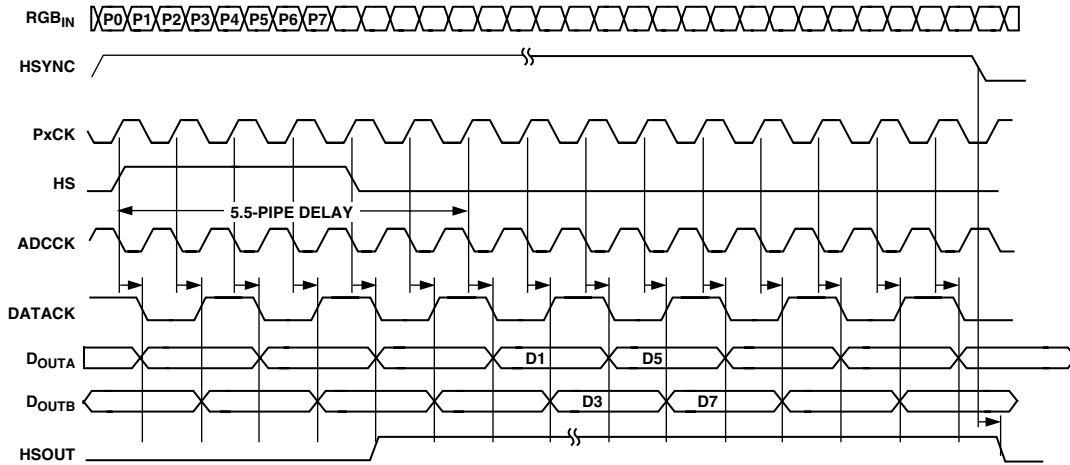 RGBIN P0 P1 P2 P3 P4 P5 P6 P7
HSYNC
PxCK
HS
5.5-PIPE DELAY
ADCCK
DATACK
DOUTA D1 D5
DOUTB D3 D7
HSOUT